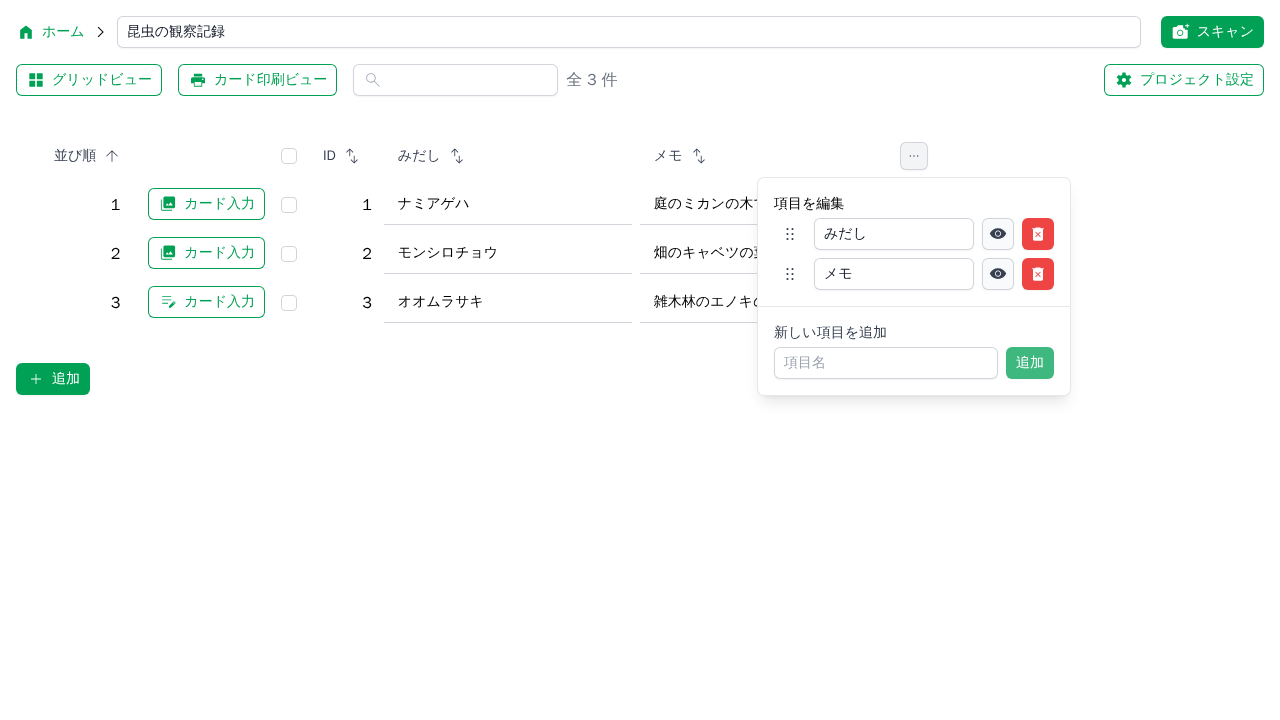 ホーム
昆虫の観察記録
スキャン
グリッドビュー
カード印刷ビュー
全 3 件
プロジェクト設定
並び順 ID みだし メモ
1 カード入力 1 ナミアゲハ 庭のミカンの木
2 カード入力 2 モンシロチョウ 畑のキャベツの
3 カード入力 3 オオムラサキ 雑木林のエノキ
追加
項目を編集
みだし
メモ
新しい項目を追加
項目名
追加